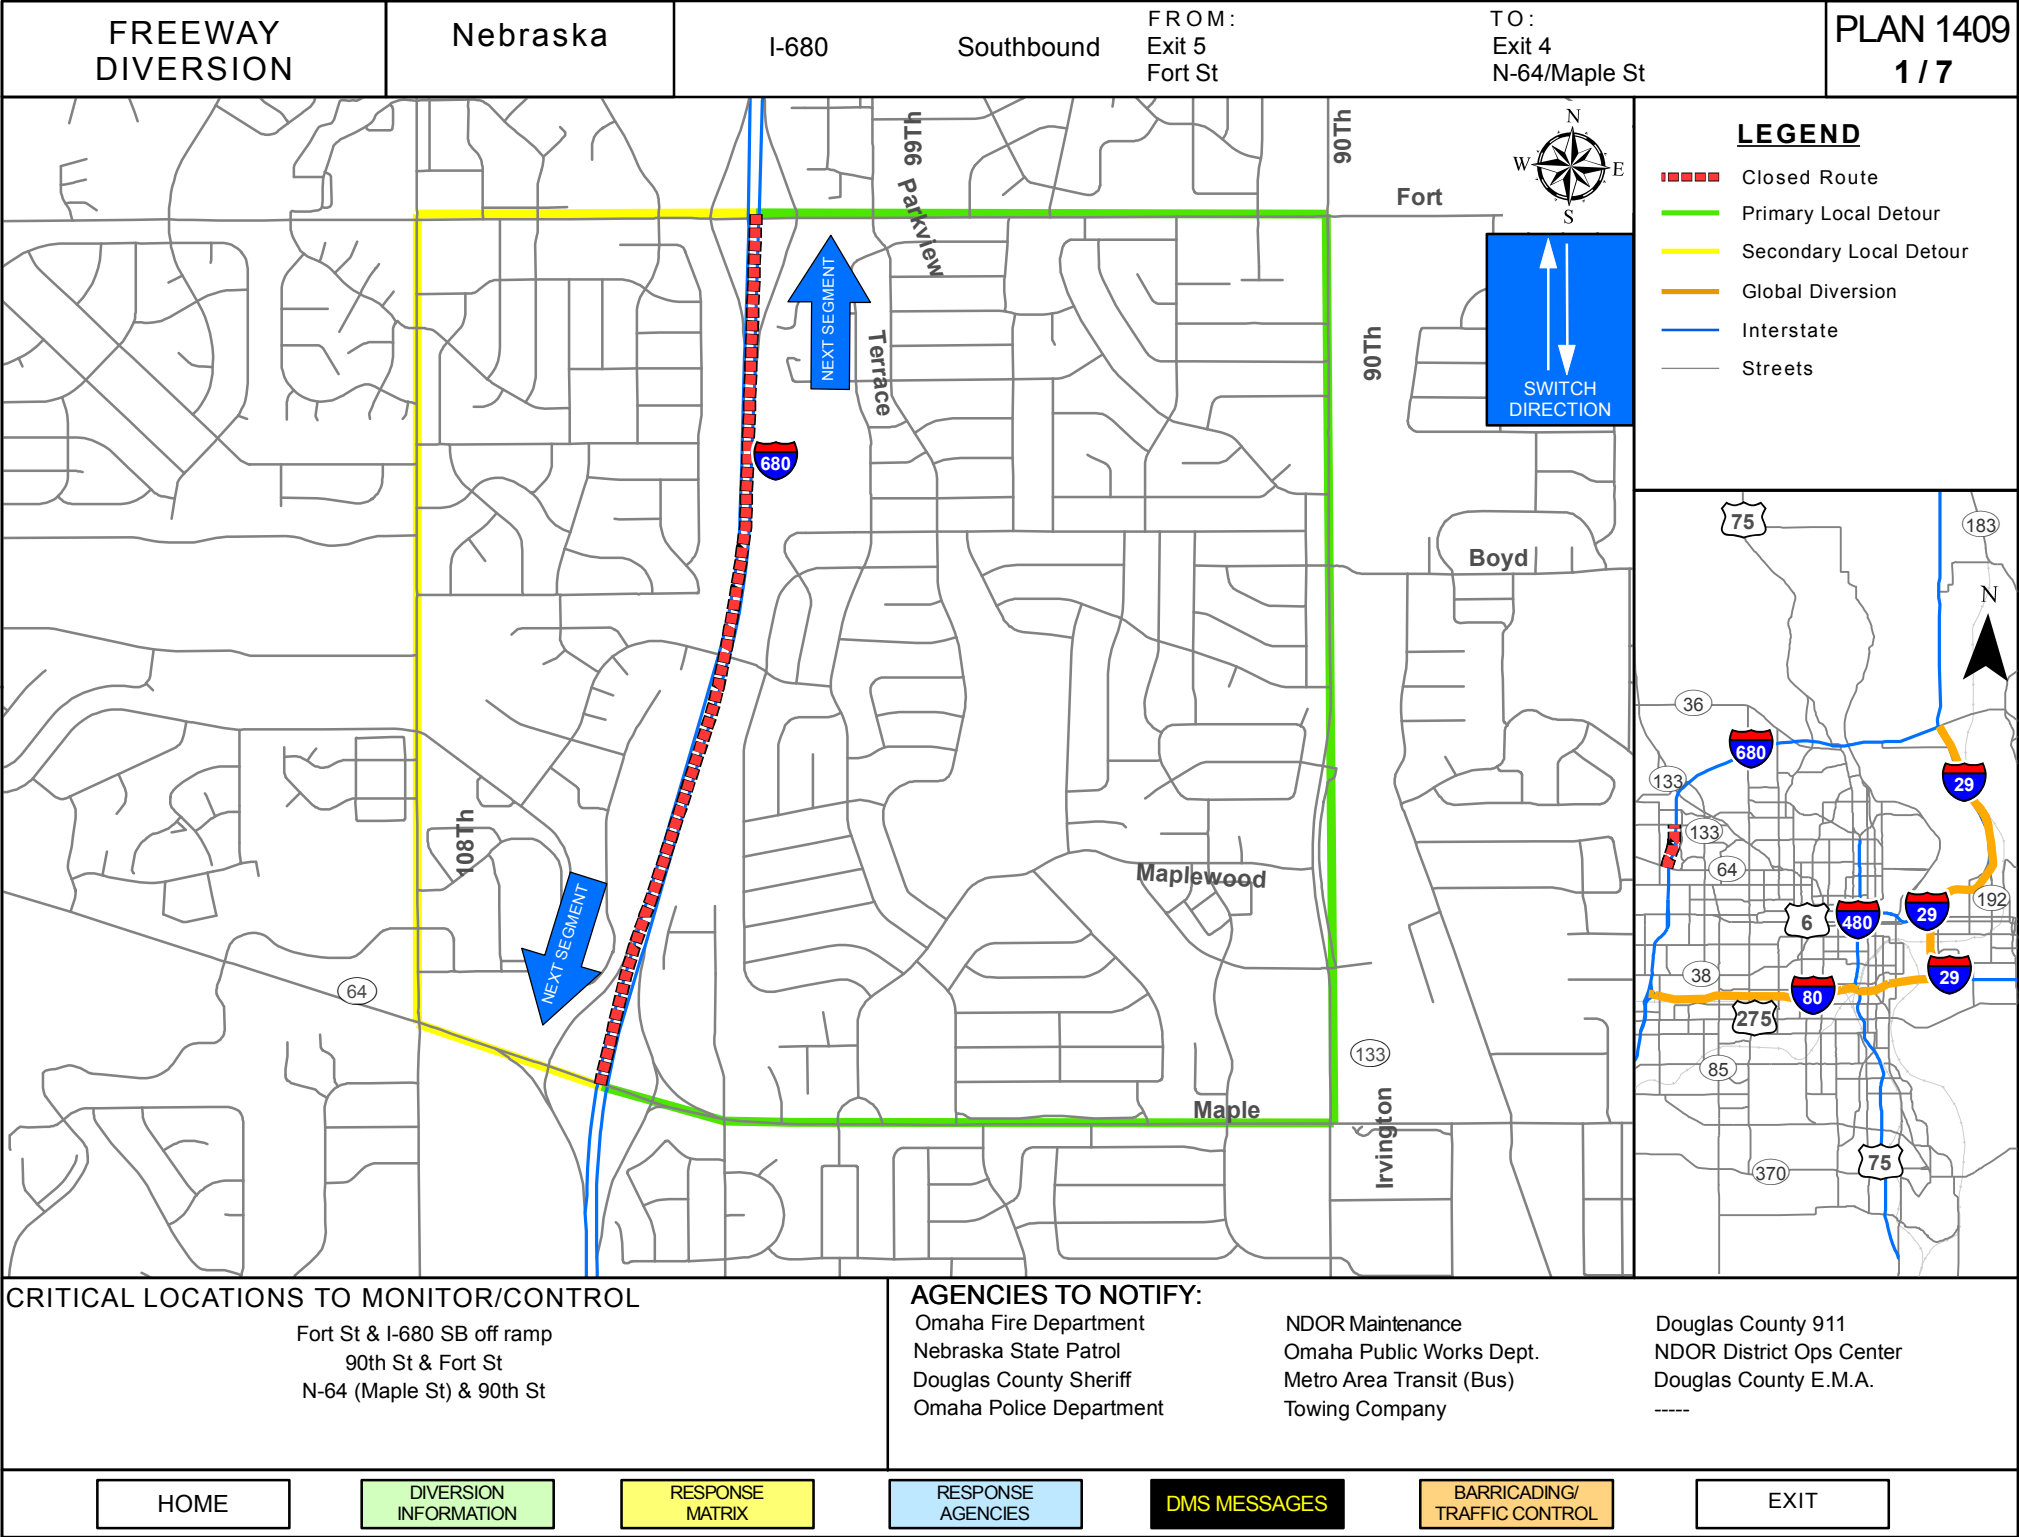 FREEWAY
DIVERSION
Nebraska
I-680
Southbound
FROM:
Exit 5
Fort St
TO:
Exit 4
N-64/Maple St
PLAN 1409
1 / 7
99Th
Parkview
Terrace
90Th
Fort
N
W
E
S
LEGEND
Closed Route
Primary Local Detour
Secondary Local Detour
Global Diversion
Interstate
Streets
NEXT SEGMENT
SWITCH
DIRECTION
90Th
680
Boyd
108Th
Maplewood
NEXT SEGMENT
64
133
Maple
Irvington
75
183
N
36
680
133
29
133
64
192
6
480
29
38
29
80
275
85
370
75
CRITICAL LOCATIONS TO MONITOR/CONTROL
Fort St & I-680 SB off ramp
90th St & Fort St
N-64 (Maple St) & 90th St
AGENCIES TO NOTIFY:
Omaha Fire Department
Nebraska State Patrol
Douglas County Sheriff
Omaha Police Department
NDOR Maintenance
Omaha Public Works Dept.
Metro Area Transit (Bus)
Towing Company
Douglas County 911
NDOR District Ops Center
Douglas County E.M.A.
-----
HOME
DIVERSION
INFORMATION
RESPONSE
MATRIX
RESPONSE
AGENCIES
DMS MESSAGES
BARRICADING/
TRAFFIC CONTROL
EXIT